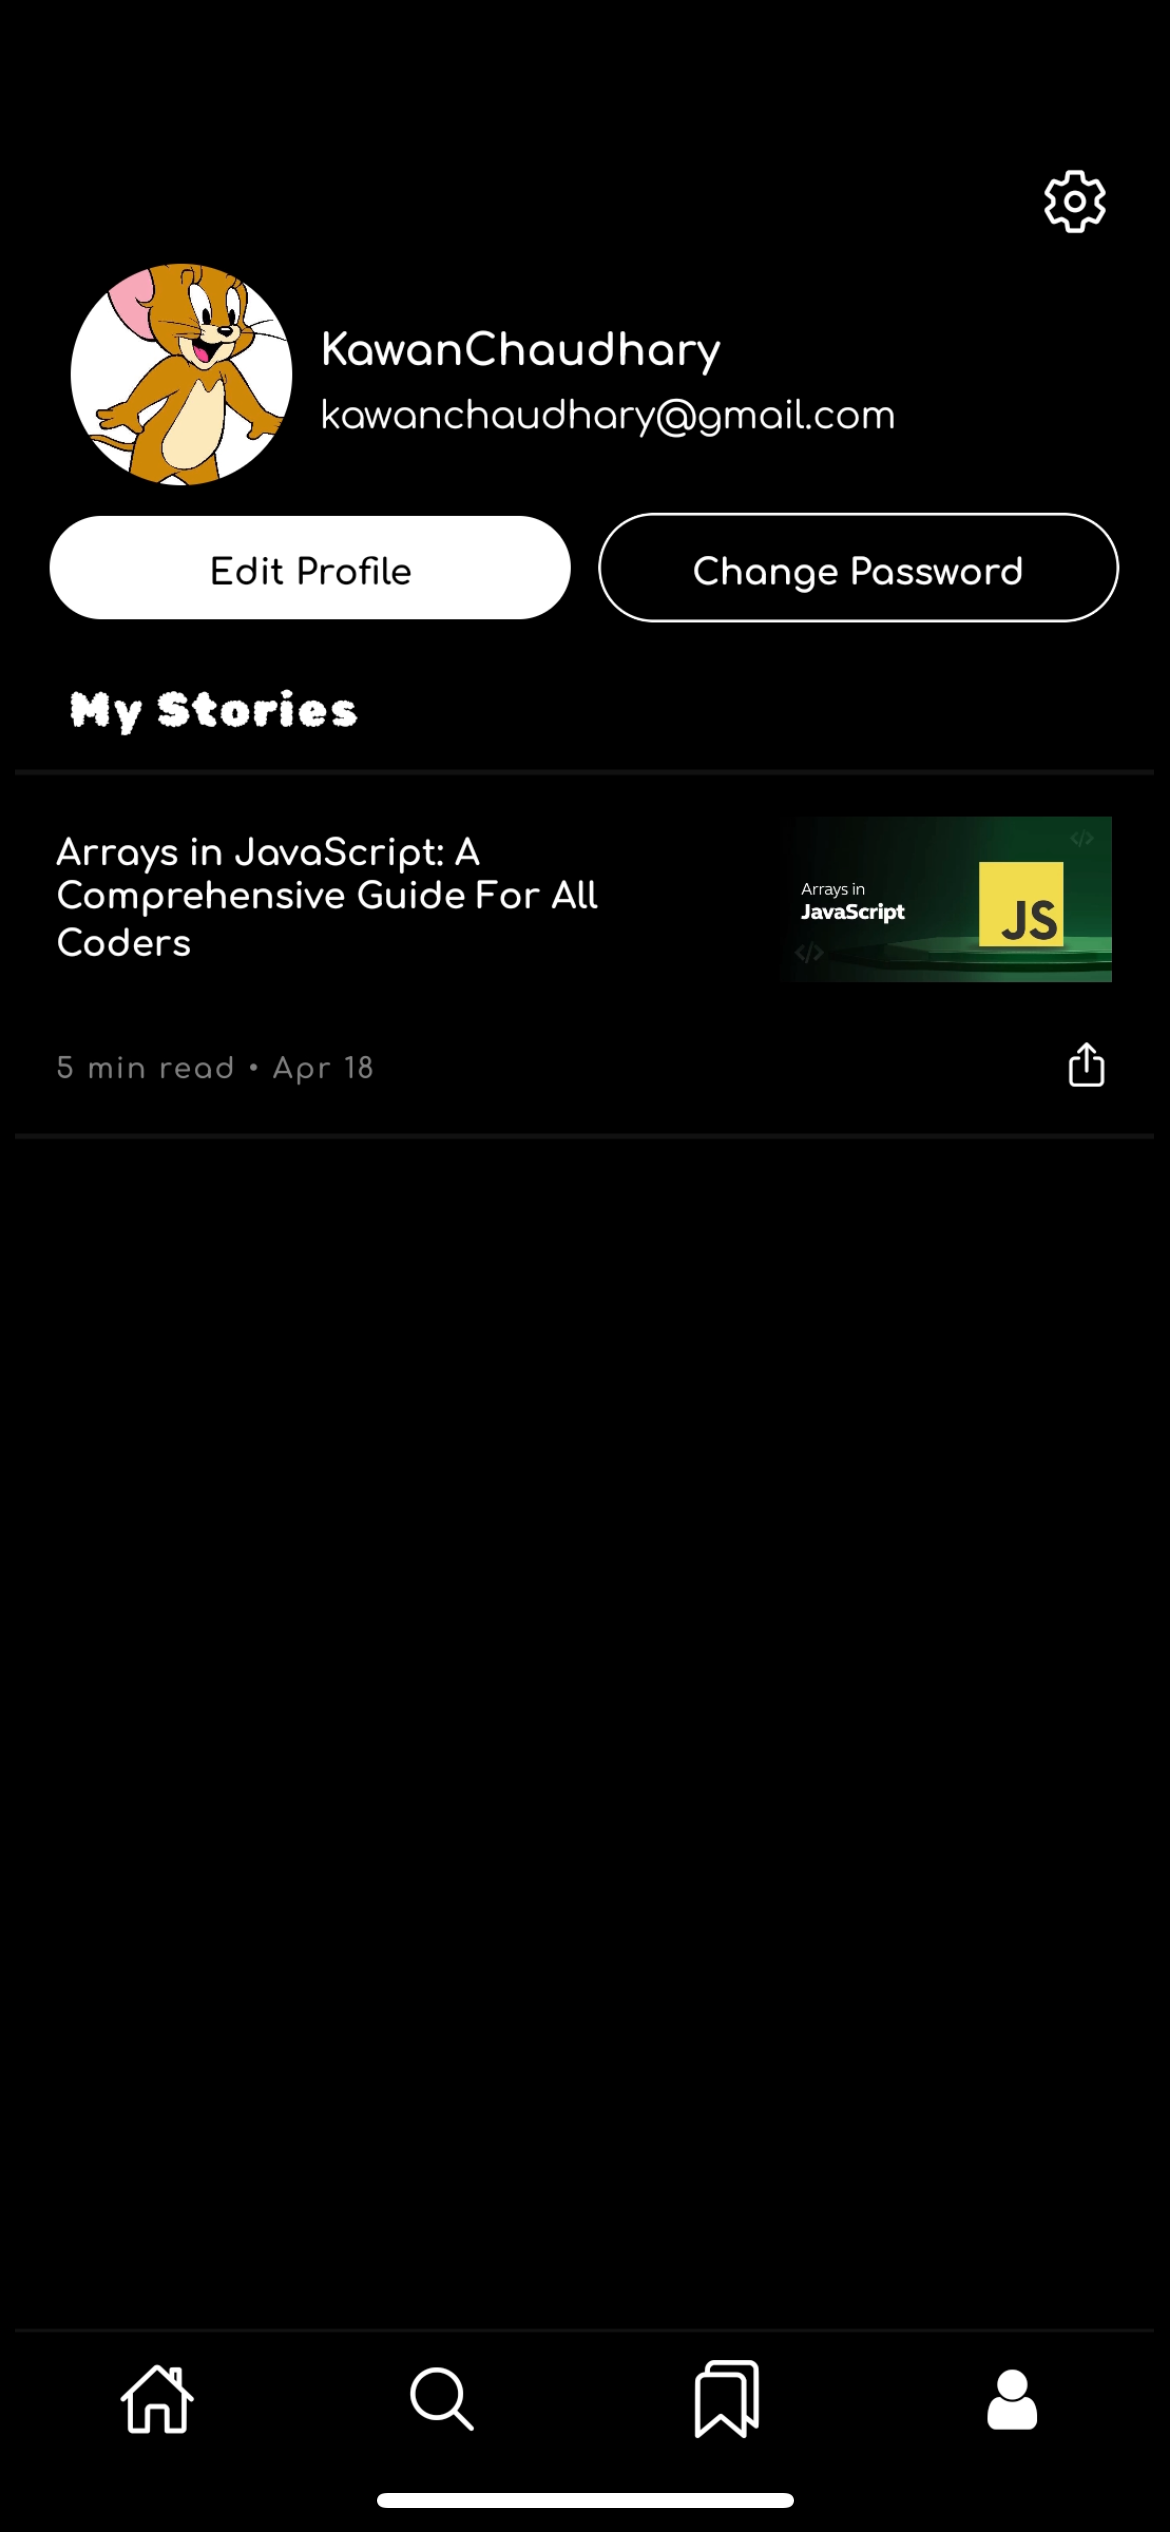 KawanChaudhary
kawanchaudhary@gmail.com
Edit Profile
Change Password
My Stories
Arrays in JavaScript: A
Comprehensive Guide For All
Coders
Arrays in
JavaScript
</>
</>
JS
5 min read • Apr 18